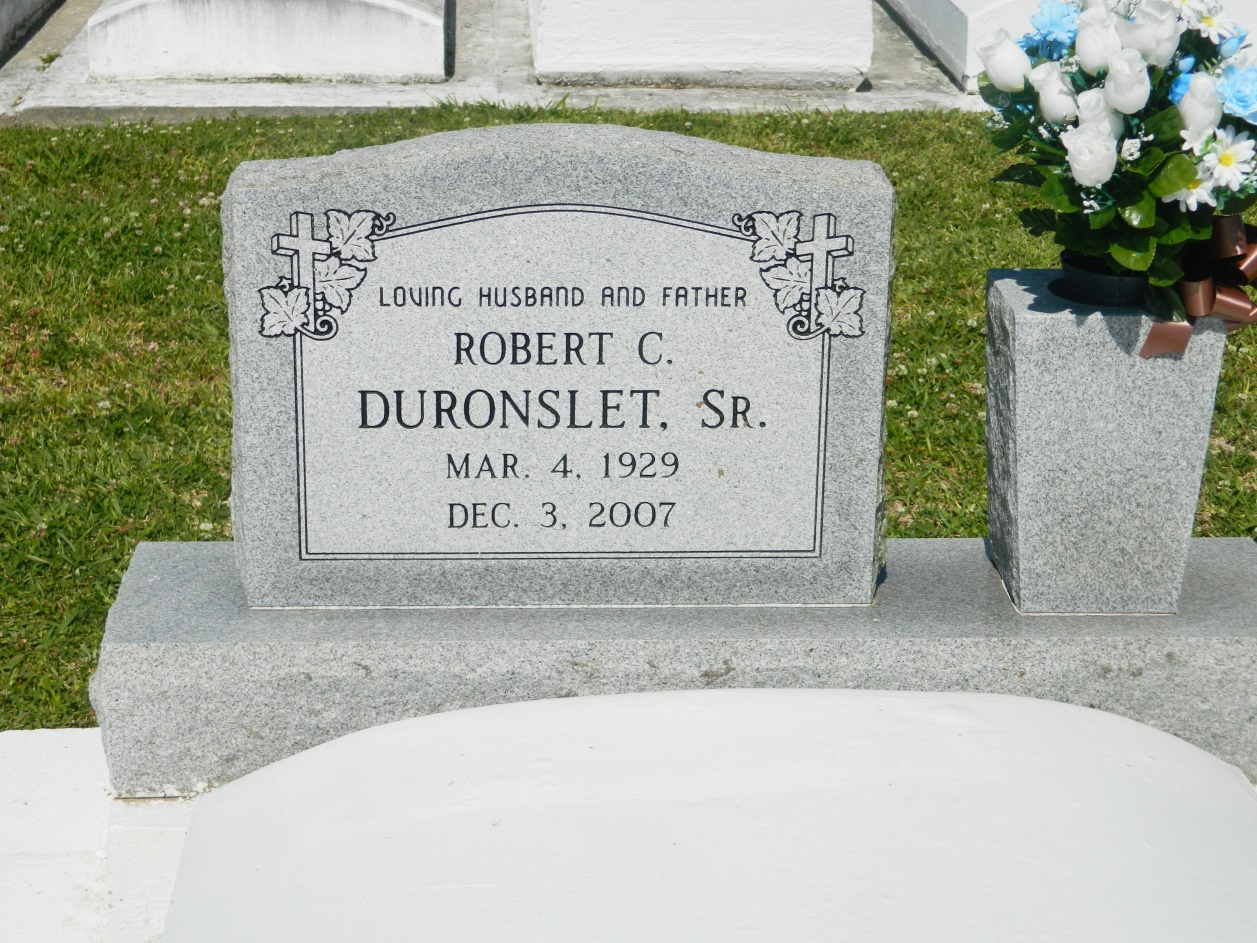 LOVING HUSBAND AND FATHER
ROBERT C.
DURONSLET, SR.
MAR. 4, 1929
DEC. 3, 2007